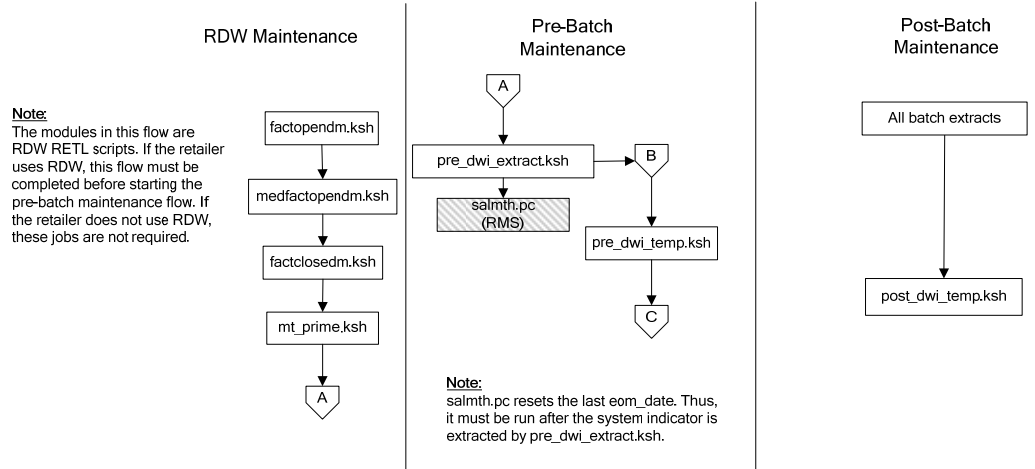 RDW Maintenance
Note:
The modules in this flow are
RDW RETL scripts. If the retailer
uses RDW, this flow must be
completed before starting the
pre-batch maintenance flow. If
the retailer does not use RDW,
these jobs are not required.
factopendm.ksh
medfactopendm.ksh
factclosedm.ksh
mt_prime.ksh
A
Pre-Batch
Maintenance
A
pre_dwi_extract.ksh
B
salmth.pc
(RMS)
pre_dwi_temp.ksh
C
Note:
salmth.pc resets the last eom_date. Thus,
it must be run after the system indicator is
extracted by pre_dwi_extract.ksh.
Post-Batch
Maintenance
All batch extracts
post_dwi_temp.ksh